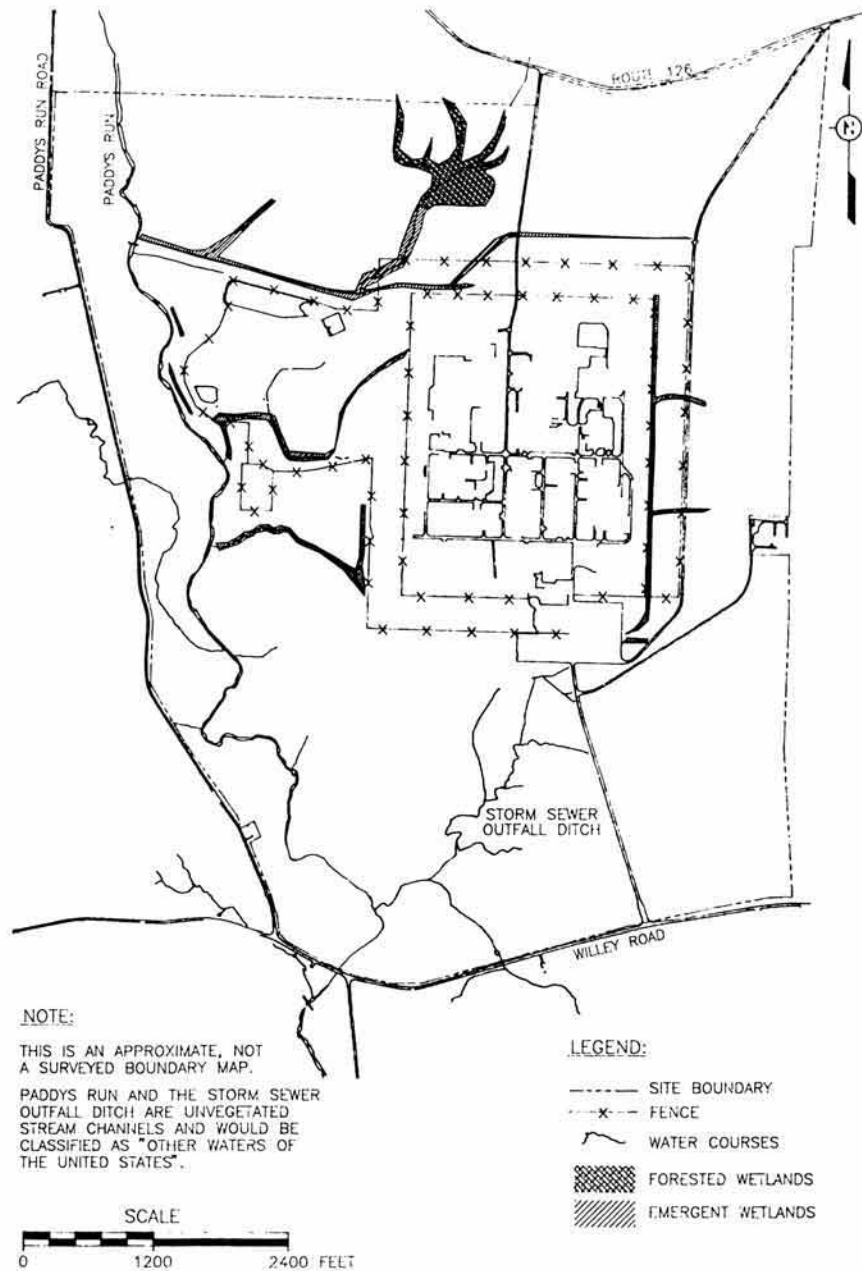 ROUTE 126
PADDYS RUN ROAD
PADDYS RUN
STORM SEWER
OUTFALL DITCH
WILLEY ROAD
NOTE:
THIS IS AN APPROXIMATE, NOT
A SURVEYED BOUNDARY MAP.
PADDYS RUN AND THE STORM SEWER
OUTFALL DITCH ARE UNVEGETATED
STREAM CHANNELS AND WOULD BE
CLASSIFIED AS "OTHER WATERS OF
THE UNITED STATES".
SCALE
0 1200 2400 FEET
LEGEND:
SITE BOUNDARY
FENCE
WATER COURSES
FORESTED WETLANDS
EMERGENT WETLANDS